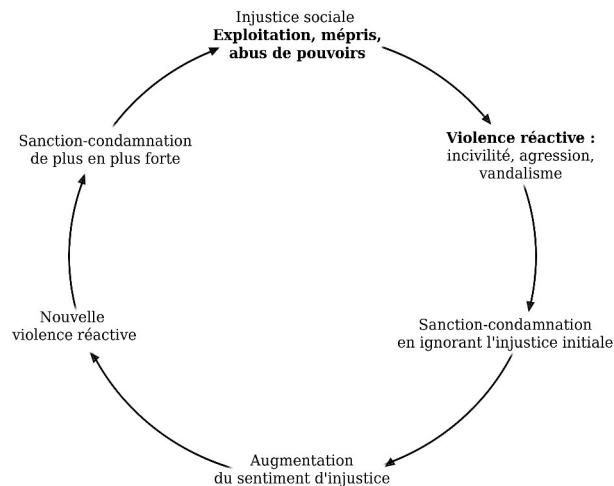 Injustice sociale
Exploitation, mépris,
abus de pouvoirs
Violence réactive :
incivilité, agression,
vandalisme
Sanction-condamnation
en ignorant l'injustice initiale
Augmentation
du sentiment d'injustice
Nouvelle
violence réactive
Sanction-condamnation
de plus en plus forte